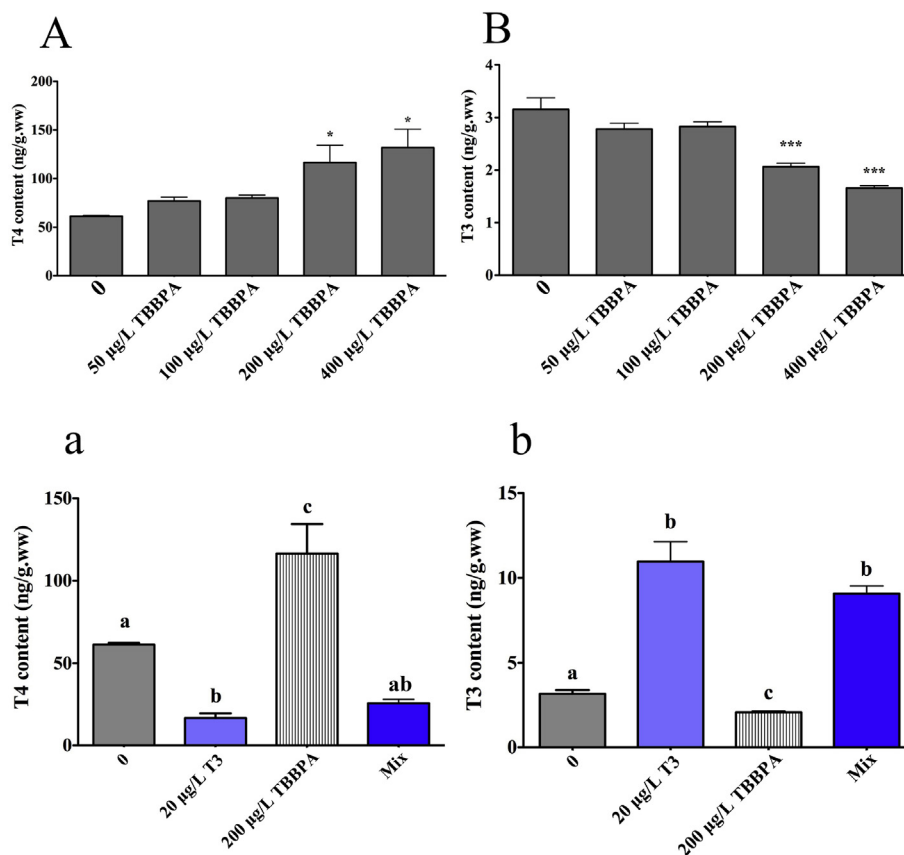 A
T4 content (ng/g.ww)
200
150
100
50
0
*
*
0
50 µg/L TBBPA
100 µg/L TBBPA
200 µg/L TBBPA
400 µg/L TBBPA
B
T3 content (ng/g.ww)
4
3
2
1
0
***
***
0
50 µg/L TBBPA
100 µg/L TBBPA
200 µg/L TBBPA
400 µg/L TBBPA
a
T4 content (ng/g.ww)
150
100
50
0
a
b
c
ab
0
20 µg/L T3
200 µg/L TBBPA
Mix
b
T3 content (ng/g.ww)
15
10
5
0
a
b
c
b
0
20 µg/L T3
200 µg/L TBBPA
Mix